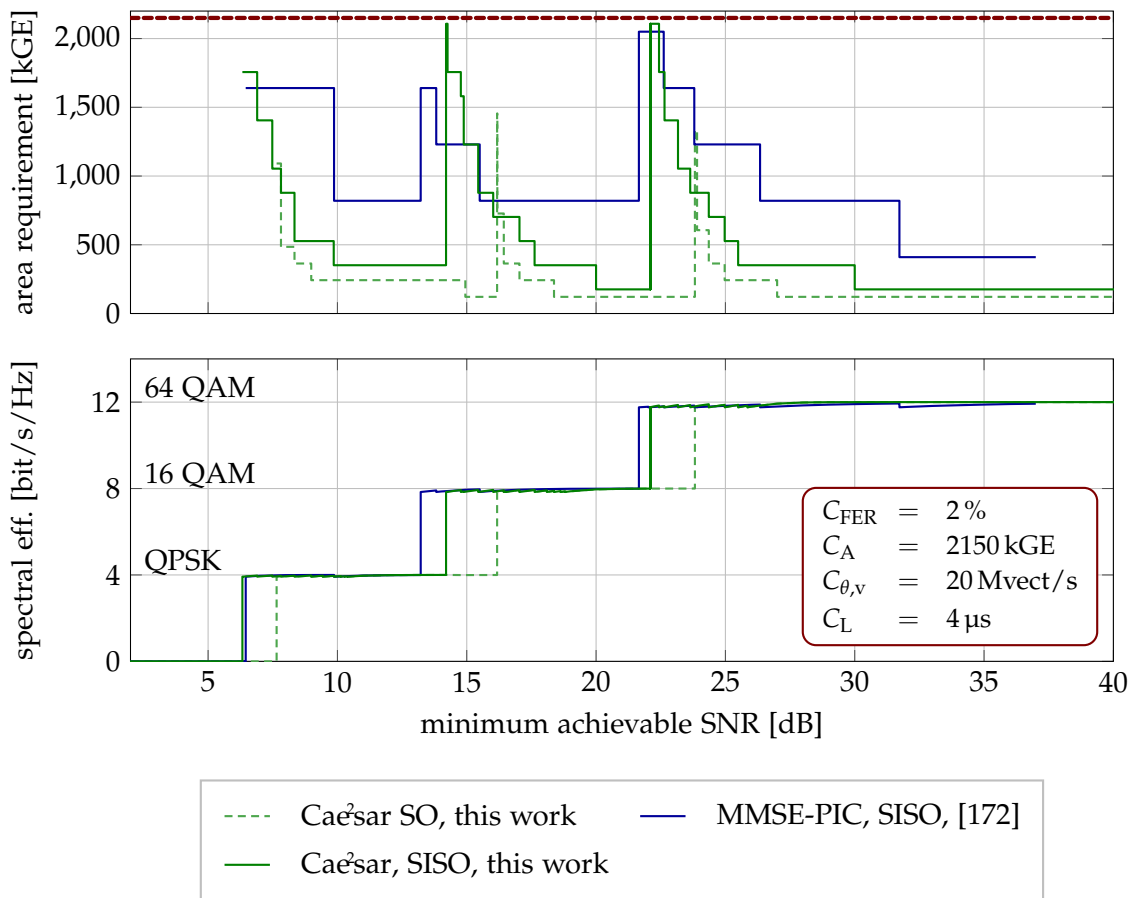 area requirement [kGE]
2,000
1,500
1,000
500
0
spectral eff. [bit/s/Hz]
12
8
4
0
64 QAM
16 QAM
QPSK
C_FER = 2 %
C_A = 2150 kGE
C_θ,v = 20 Mvect/s
C_L = 4 µs
5 10 15 20 25 30 35 40
minimum achievable SNR [dB]
Cae²sar SO, this work
MMSE-PIC, SISO, [172]
Cae²sar, SISO, this work